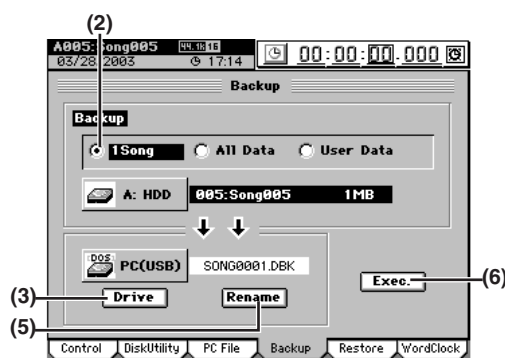 (2)
A005:Song005 44.1K 16 00:00:00.000
03/28/2003 17:14
Backup
Backup
1Song All Data User Data
A: HDD 005:Song005 1MB
DOS PC(USB) SONG0001.DBK
Exec. (6)
(3) Drive Rename
(5)
Control DiskUtility PC File Backup Restore WordClock